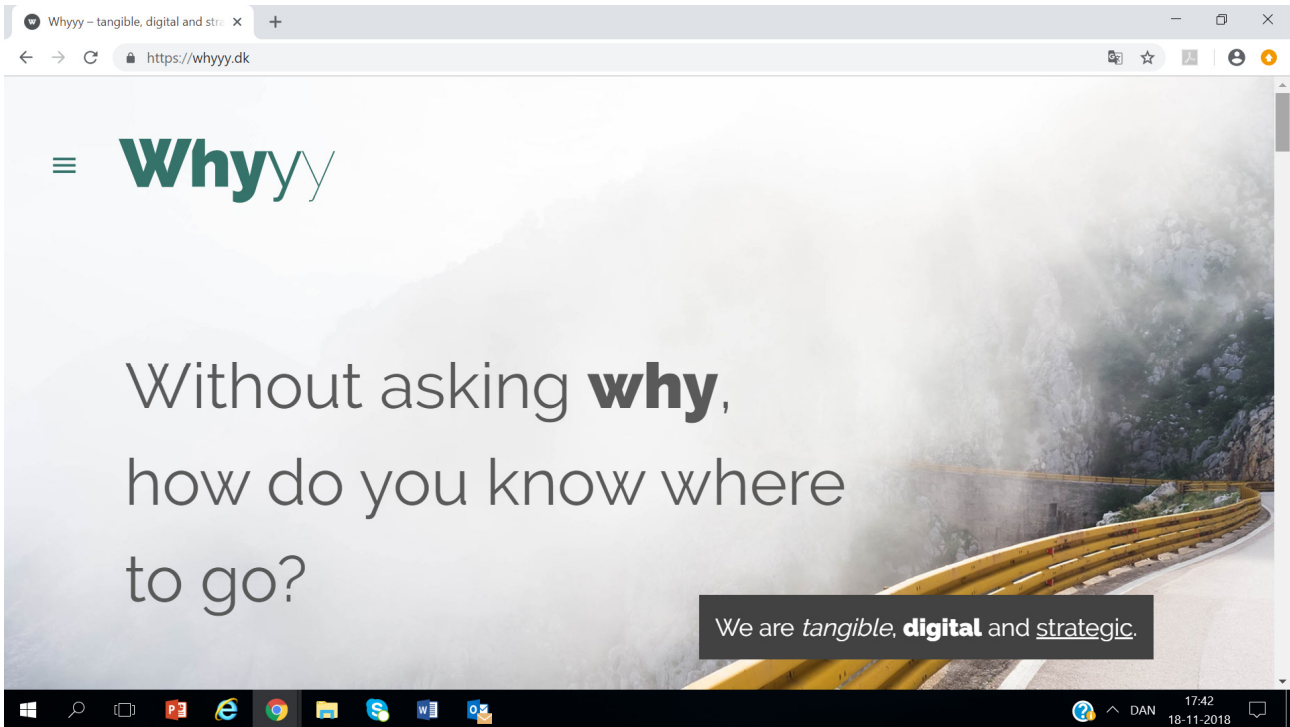 Whyyy – tangible, digital and stra
https://whyyy.dk
Whyyy
Without asking why,
how do you know where
to go?
We are tangible, digital and strategic.
DAN
17:42
18-11-2018